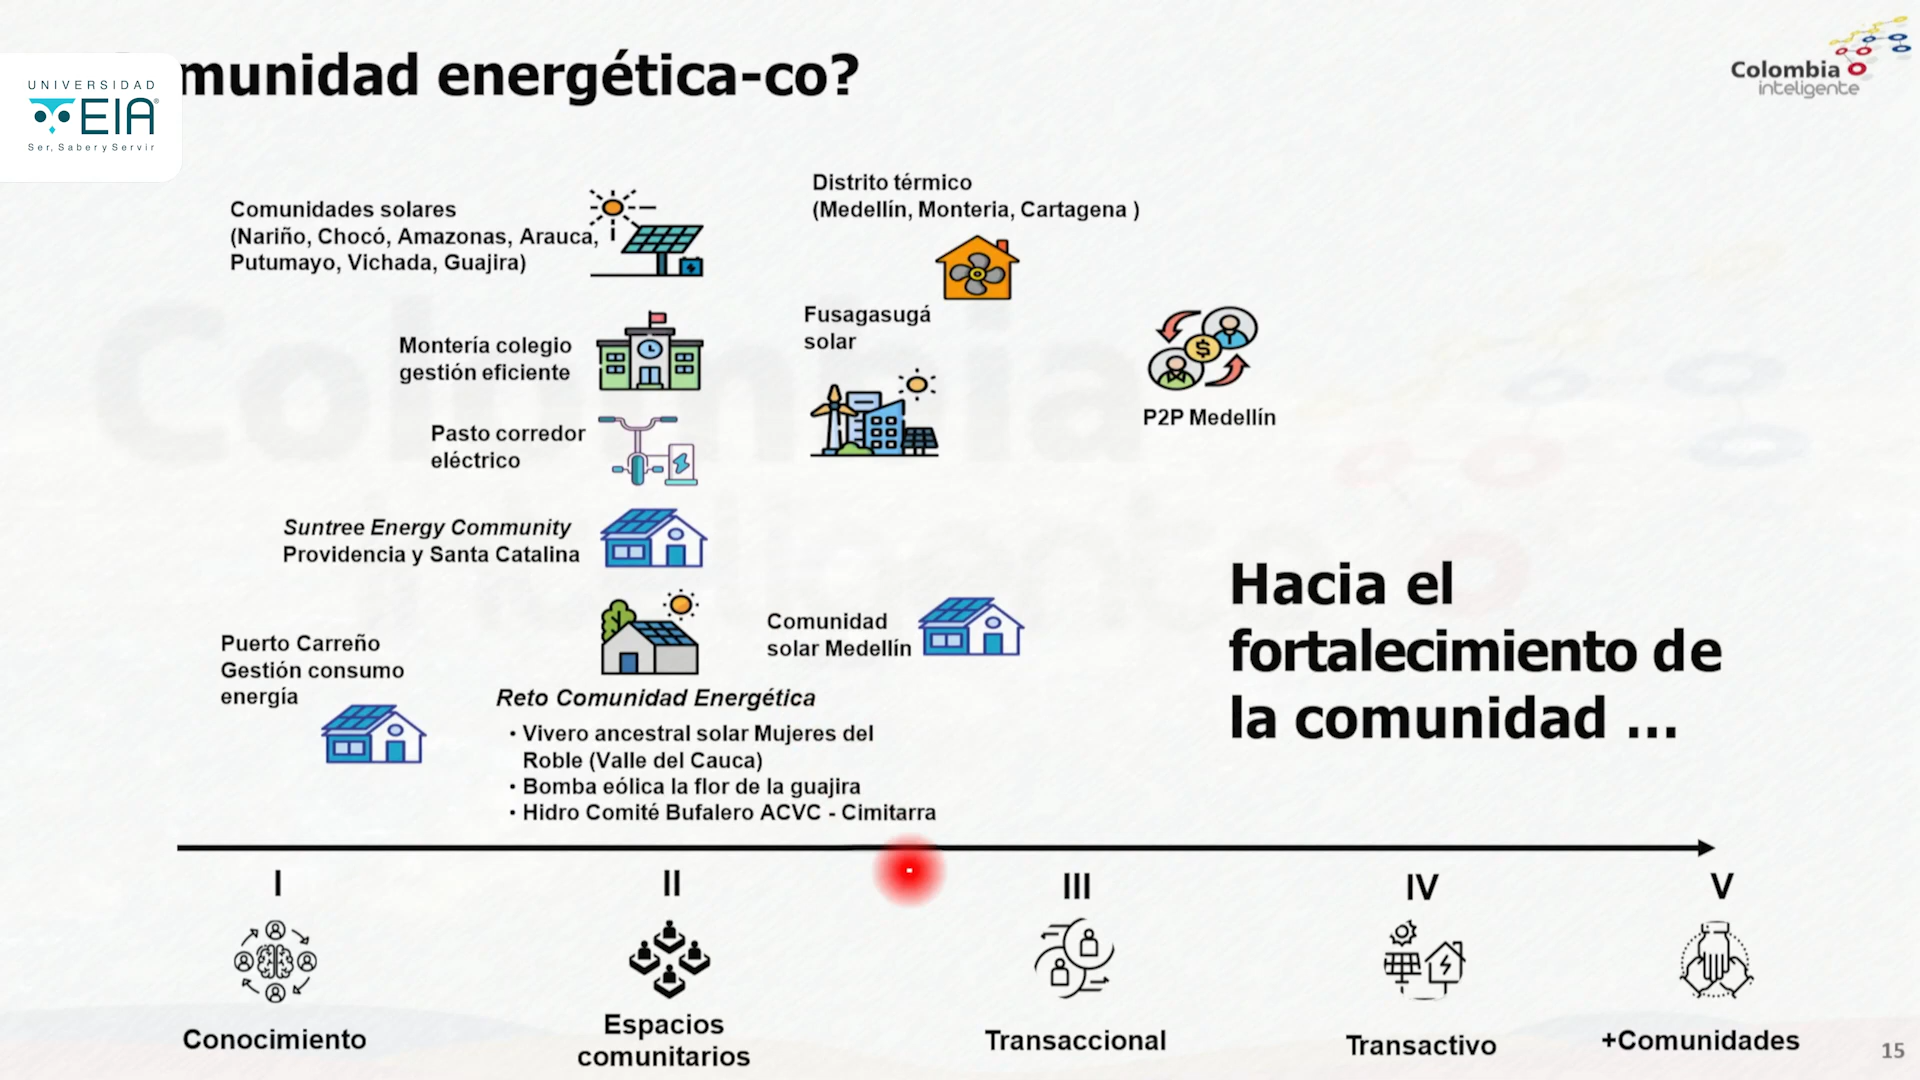 munidad energética-co?
UNIVERSIDAD
EIA
Ser, Saber y Servir
Colombia
inteligente
Comunidades solares
(Nariño, Chocó, Amazonas, Arauca,
Putumayo, Vichada, Guajira)
Distrito térmico
(Medellín, Monteria, Cartagena )
Montería colegio
gestión eficiente
Fusagasugá
solar
P2P Medellín
Pasto corredor
eléctrico
Suntree Energy Community
Providencia y Santa Catalina
Hacia el
fortalecimiento de
la comunidad ...
Comunidad
solar Medellín
Puerto Carreño
Gestión consumo
energía
Reto Comunidad Energética
• Vivero ancestral solar Mujeres del
Roble (Valle del Cauca)
• Bomba eólica la flor de la guajira
• Hidro Comité Bufalero ACVC - Cimitarra
I
II
III
IV
V
Conocimiento
Espacios
comunitarios
Transaccional
Transactivo
+Comunidades
15